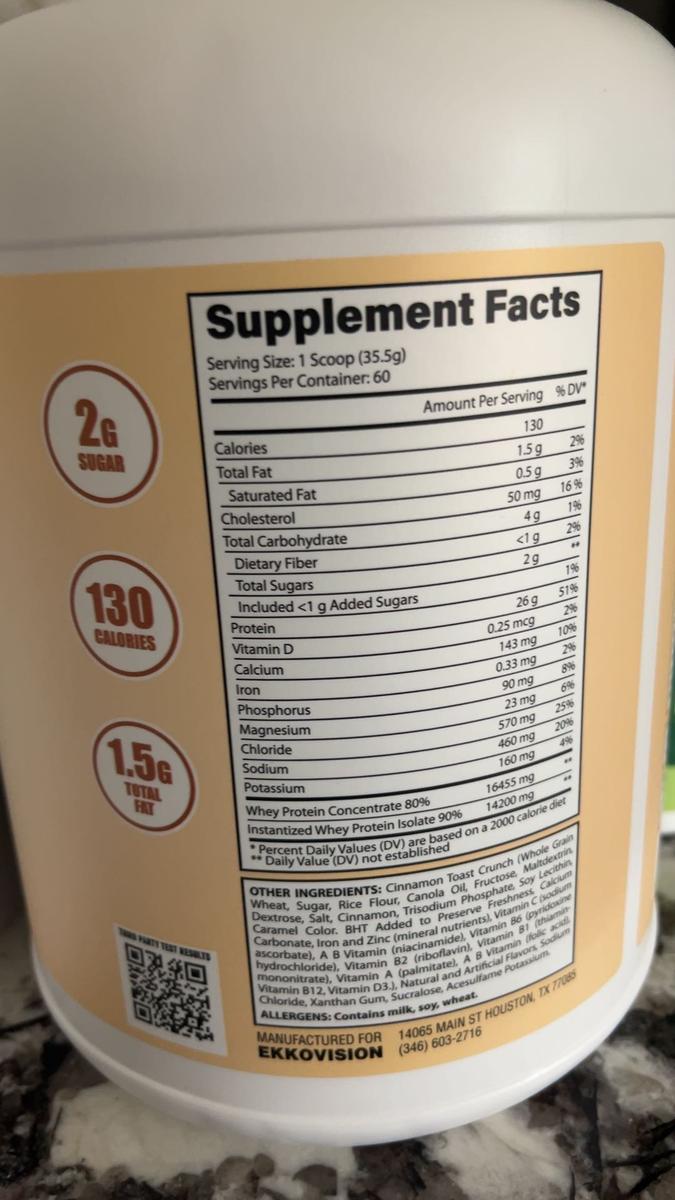 Supplement Facts
Serving Size: 1 Scoop (35.5g)
Servings Per Container: 60
Amount Per Serving % DV*
Calories 130
Total Fat 1.5 g 2%
Saturated Fat 0.5 g 3%
Cholesterol 50 mg 16 %
Total Carbohydrate 4 g 1%
Dietary Fiber <1 g 2%
Total Sugars 2 g **
Included <1 g Added Sugars 1%
Protein 26 g 51%
Vitamin D 0.25 mcg 2%
Calcium 143 mg 10%
Iron 0.33 mg 2%
Phosphorus 90 mg 8%
Magnesium 23 mg 6%
Chloride 570 mg 25%
Sodium 460 mg 20%
Potassium 160 mg 4%
Whey Protein Concentrate 80% 16455 mg **
Instantized Whey Protein Isolate 90% 14200 mg **
* Percent Daily Values (DV) are based on a 2000 calorie diet
** Daily Value (DV) not established
OTHER INGREDIENTS: Cinnamon Toast Crunch (Whole Grain
Wheat, Sugar, Rice Flour, Canola Oil, Fructose, Maltodextrin,
Dextrose, Salt, Cinnamon, Trisodium Phosphate, Soy Lecithin,
Caramel Color. BHT Added to Preserve Freshness, Calcium
Carbonate, Iron and Zinc (mineral nutrients), Vitamin C (sodium
ascorbate), A B Vitamin (niacinamide), Vitamin B6 (pyridoxine
hydrochloride), Vitamin B2 (riboflavin), Vitamin B1 (thiamin
mononitrate), Vitamin A (palmitate), A B Vitamin (folic acid),
Vitamin B12, Vitamin D3.), Natural and Artificial Flavors, Sodium
Chloride, Xanthan Gum, Sucralose, Acesulfame Potassium.
ALLERGENS: Contains milk, soy, wheat.
MANUFACTURED FOR
EKKOVISION
14065 MAIN ST HOUSTON, TX 77085
(346) 603-2716
2G
SUGAR
130
CALORIES
1.5G
TOTAL
FAT
THIRD PARTY TEST RESULTS